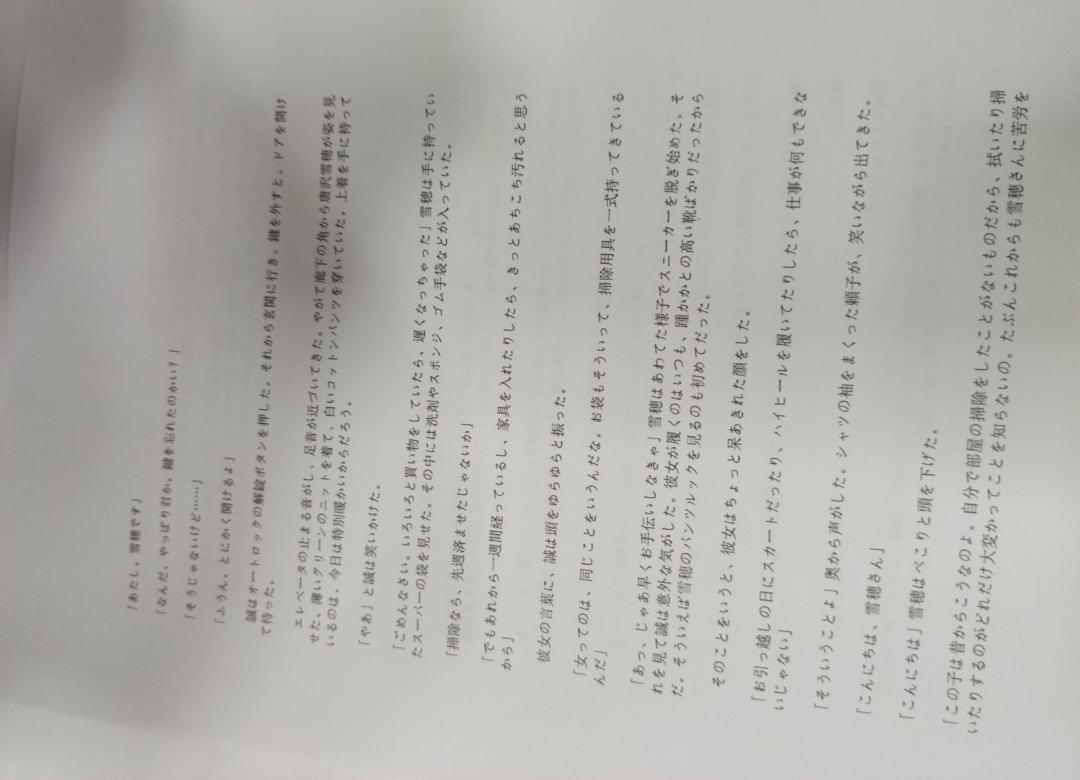 「あたし。雪穂です」
「なんだ、やっぱり君か。鍵を忘れたのかい？」
「そうじゃないけど……」
「ふうん。とにかく開けるよ」
誠はオートロックの解錠ボタンを押した。それから玄関に行き、鍵を外すと、ドアを開け
て待った。
エレベータの止まる音がし、足音が近づいてきた。やがて廊下の角から唐沢雪穂が姿を見
せた。薄いグリーンのニットを着て、白いコットンパンツを穿いていた。上着を手に持って
いるのは、今日は特別暖かいからだろう。
「やあ」と誠は笑いかけた。
「ごめんなさい。いろいろと買い物をしていたら、遅くなっちゃった」雪穂は手に持ってい
たスーパーの袋を見せた。その中には洗剤やスポンジ、ゴム手袋などが入っていた。
「掃除なら、先週済ませたじゃないか」
「でもあれから一週間経っているし、家具を入れたりしたら、きっとあちこち汚れると思う
から」
彼女の言葉に、誠は頭をゆらゆらと振った。
「女ってのは、同じことをいうんだな。お袋もそういって、掃除用具を一式持ってきている
んだ」
「あっ、じゃあ早くお手伝いしなきゃ」雪穂はあわてた様子でスニーカーを脱ぎ始めた。そ
れを見て誠は意外な気がした。彼女が履くのはいつも、踵かかとの高い靴ばかりだったから
だ。そういえば雪穂のパンツルックを見るのも初めてだった。
そのことをいうと、彼女はちょっと呆あきれた顔をした。
「お引っ越しの日にスカートだったり、ハイヒールを履いてたりしたら、仕事が何もできな
いじゃない」
「そういうことよ」奥から声がした。シャツの袖をまくった頼子が、笑いながら出てきた。
「こんにちは、雪穂さん」
「こんにちは」雪穂はぺこりと頭を下げた。
「この子は昔からこうなのよ。自分で部屋の掃除をしたことがないものだから、拭いたり掃
いたりするのがどれだけ大変かってことを知らないの。たぶんこれからも雪穂さんに苦労を